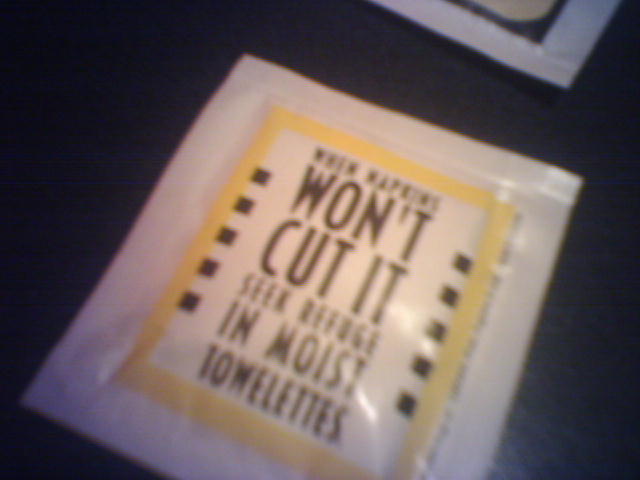 WHEN NAPKINS
WON'T
CUT IT
SEEK REFUGE
IN MOIST
TOWELETTES